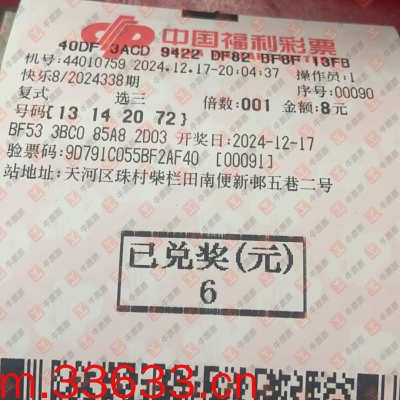 中国福利彩票
40DF 3ACD 9422 DF82 BF8F 13FB
机号:44010759 2024.12.17-20:04:37 操作员:1
快乐8/2024338期 序号:00090
复式 选三 倍数:001 金额:8元
号码{13 14 20 72}
BF53 3BC0 85A8 2D03 开奖日:2024-12-17
验票码:9D791C055BF2AF40 [00091]
站地址:天河区珠村柴栏田南便新邨五巷二号
已兑奖(元)
6
m.33633.cn